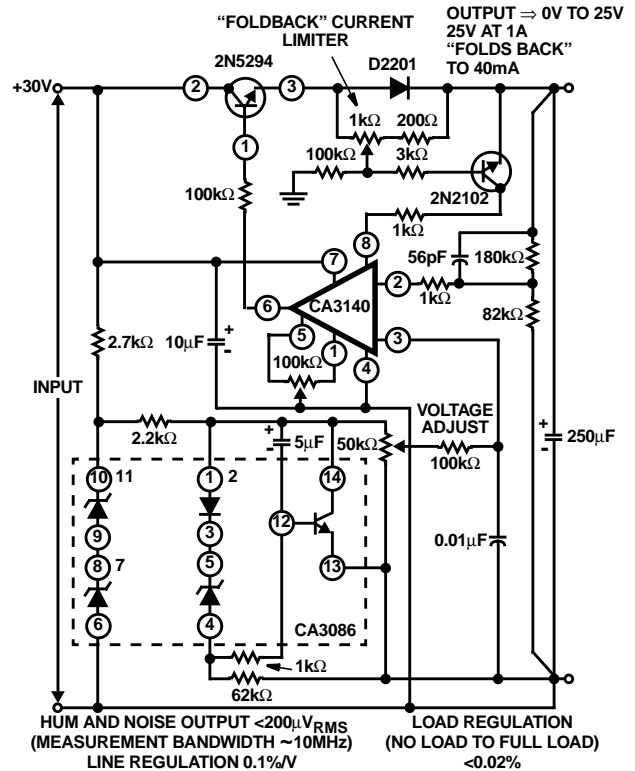 "FOLDBACK" CURRENT
LIMITER
OUTPUT ⇒ 0V TO 25V
25V AT 1A
"FOLDS BACK"
TO 40mA
2N5294
D2201
+30V
2
3
1kΩ
200Ω
1
100kΩ
3kΩ
100kΩ
2N2102
1kΩ
8
7
56pF
180kΩ
2
6
CA3140
1kΩ
82kΩ
5
3
2.7kΩ
10μF
+
-
1
100kΩ
4
INPUT
VOLTAGE
ADJUST
2.2kΩ
+
-
5μF
50kΩ
100kΩ
+
-
250μF
10
11
1
2
14
9
3
12
0.01μF
8
7
5
13
6
4
CA3086
1kΩ
62kΩ
HUM AND NOISE OUTPUT <200μVRMS
(MEASUREMENT BANDWIDTH ~10MHz)
LINE REGULATION 0.1%/V
LOAD REGULATION
(NO LOAD TO FULL LOAD)
<0.02%